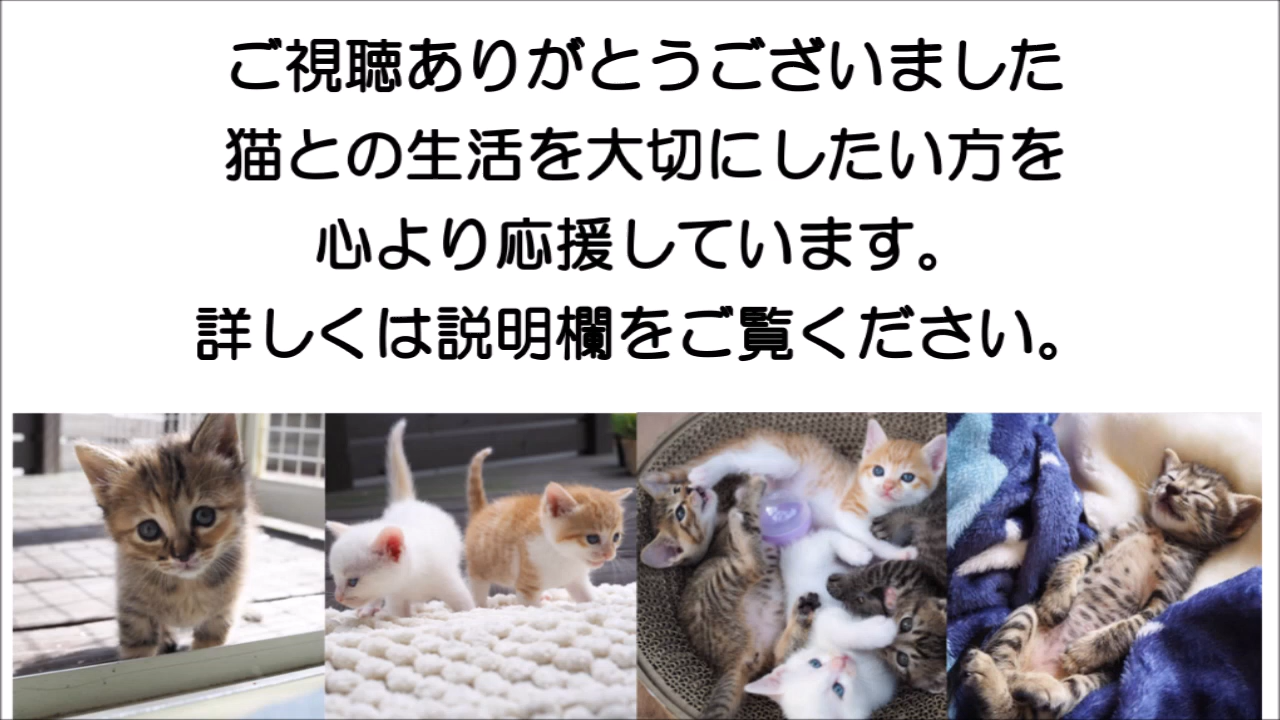 ご視聴ありがとうございました
猫との生活を大切にしたい方を
心より応援しています。
詳しくは説明欄をご覧ください。